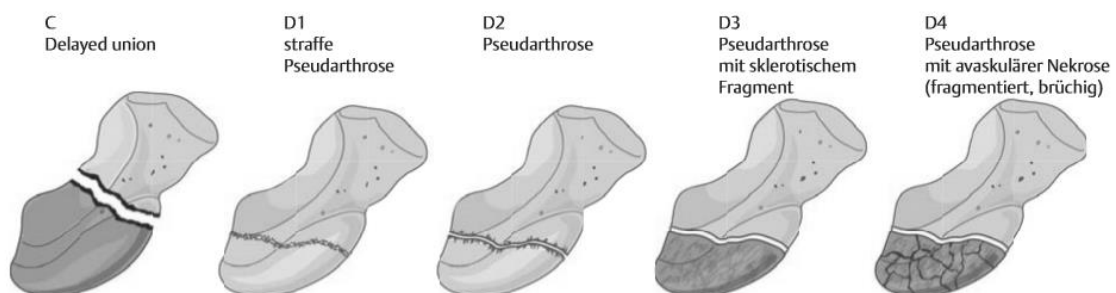 C
Delayed union
D1
straffe
Pseudarthrose
D2
Pseudarthrose
D3
Pseudarthrose
mit sklerotischem
Fragment
D4
Pseudarthrose
mit avaskulärer Nekrose
(fragmentiert, brüchig)